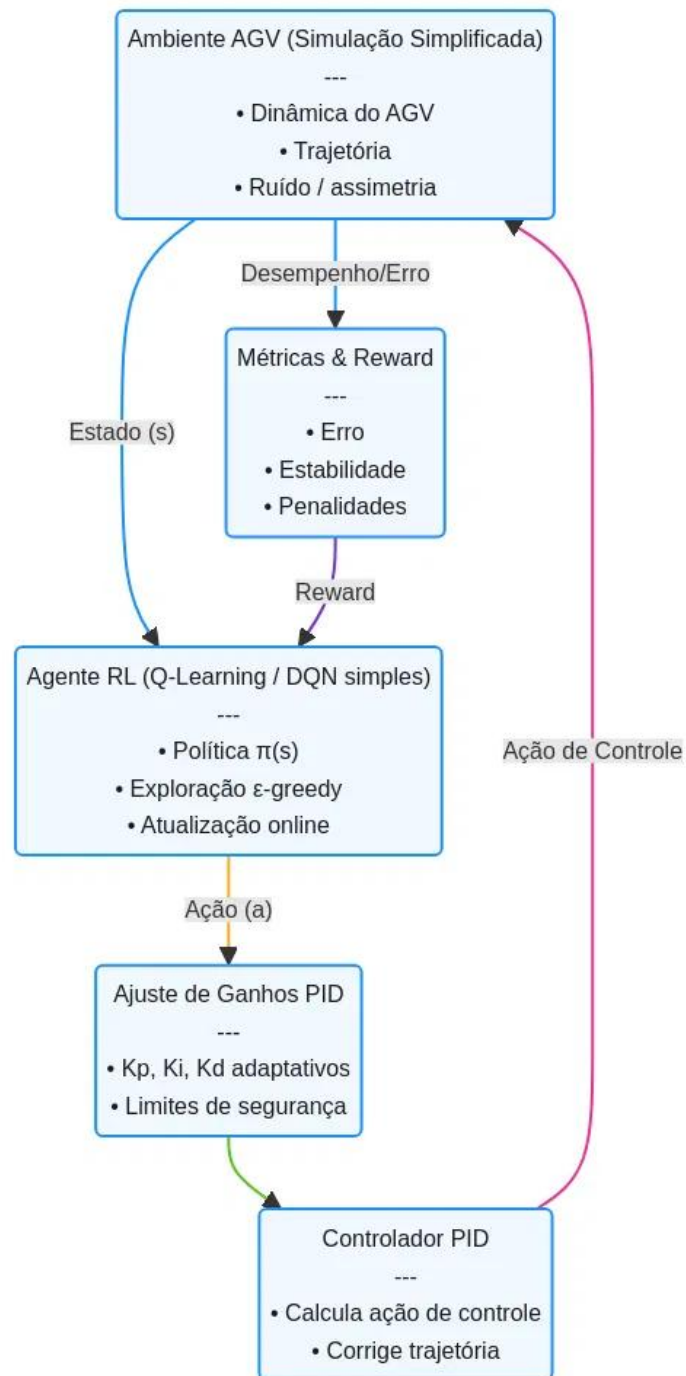 Ambiente AGV (Simulação Simplificada)
---
• Dinâmica do AGV
• Trajetória
• Ruído / assimetria
Desempenho/Erro
Métricas & Reward
---
• Erro
• Estabilidade
• Penalidades
Estado (s)
Reward
Agente RL (Q-Learning / DQN simples)
---
• Política π(s)
• Exploração ε-greedy
• Atualização online
Ação de Controle
Ação (a)
Ajuste de Ganhos PID
---
• Kp, Ki, Kd adaptativos
• Limites de segurança
Controlador PID
---
• Calcula ação de controle
• Corrige trajetória